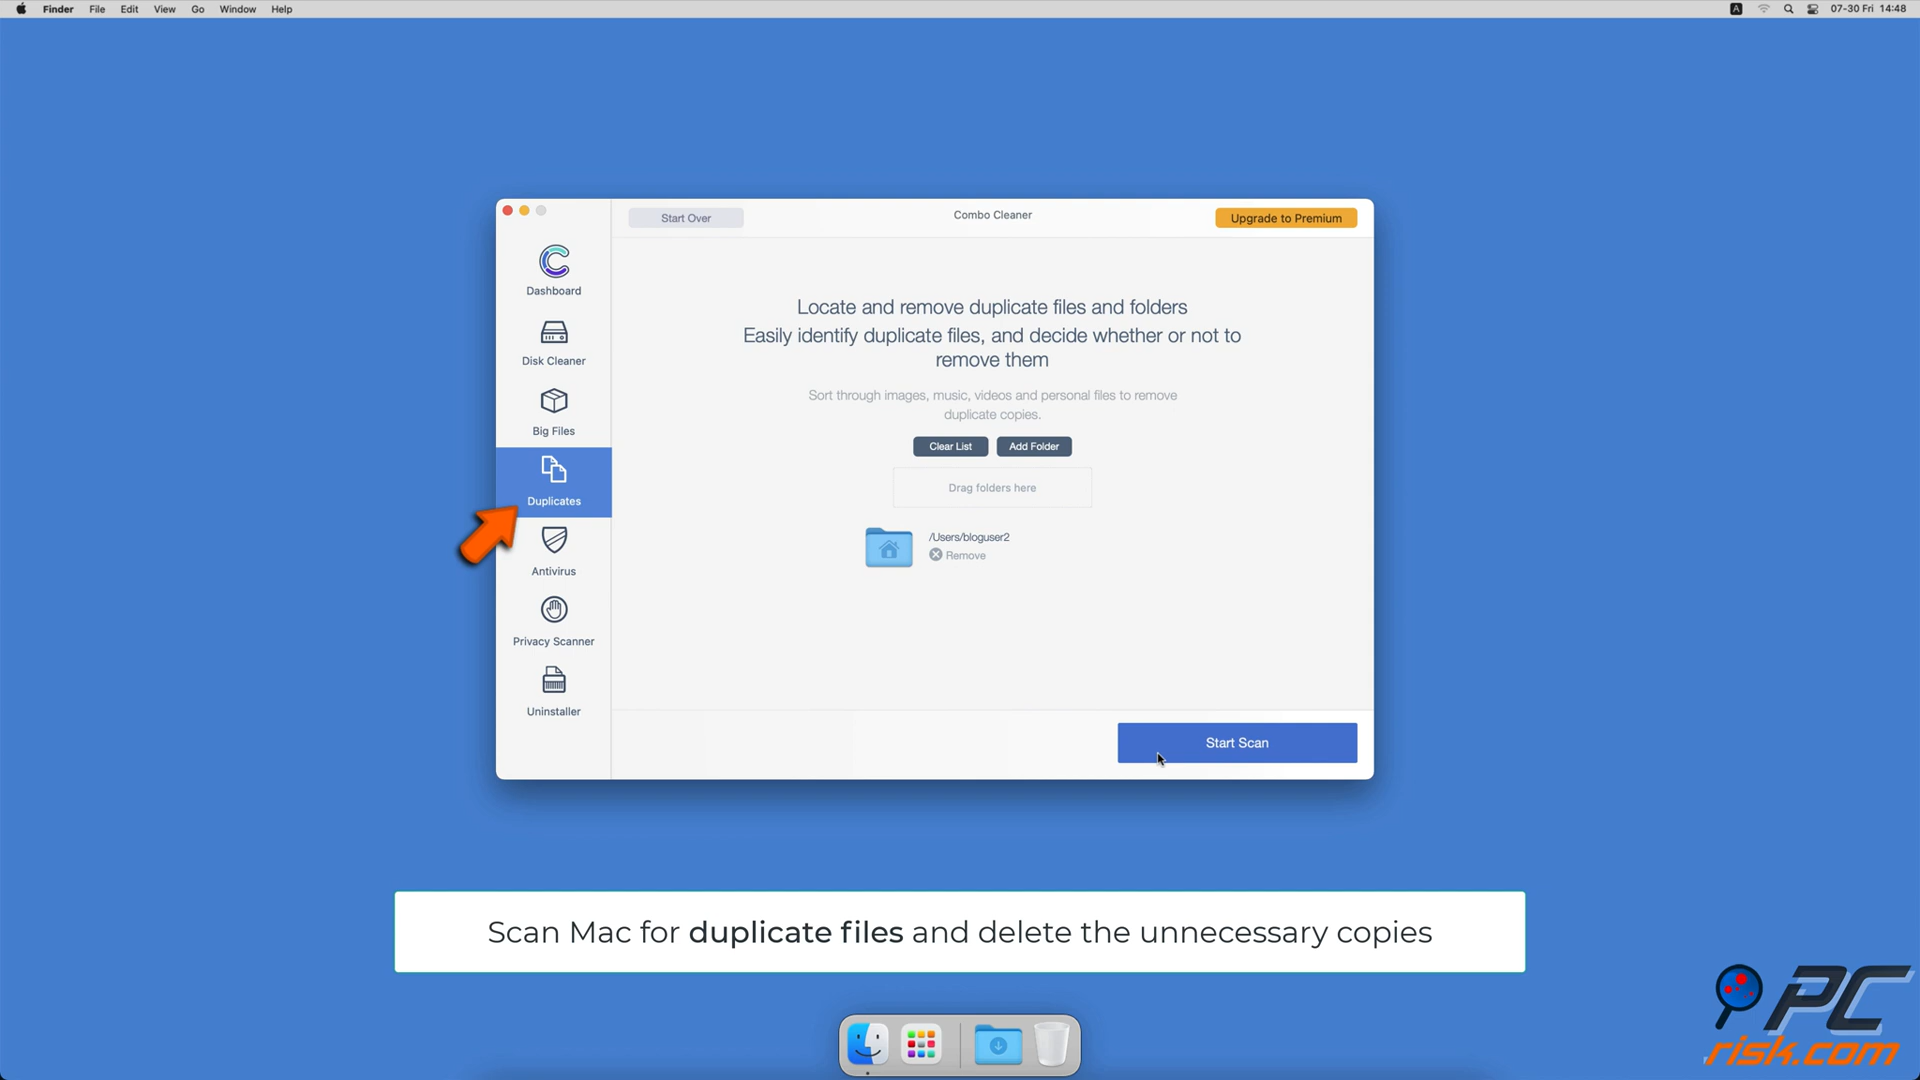 Finder File Edit View Go Window Help
A 07-30 Fri 14:48
Start Over
Combo Cleaner
Upgrade to Premium
Dashboard
Disk Cleaner
Big Files
Duplicates
Antivirus
Privacy Scanner
Uninstaller
Locate and remove duplicate files and folders
Easily identify duplicate files, and decide whether or not to
remove them
Sort through images, music, videos and personal files to remove
duplicate copies.
Clear List Add Folder
Drag folders here
/Users/bloguser2
Remove
Start Scan
Scan Mac for duplicate files and delete the unnecessary copies
PC
risk.com